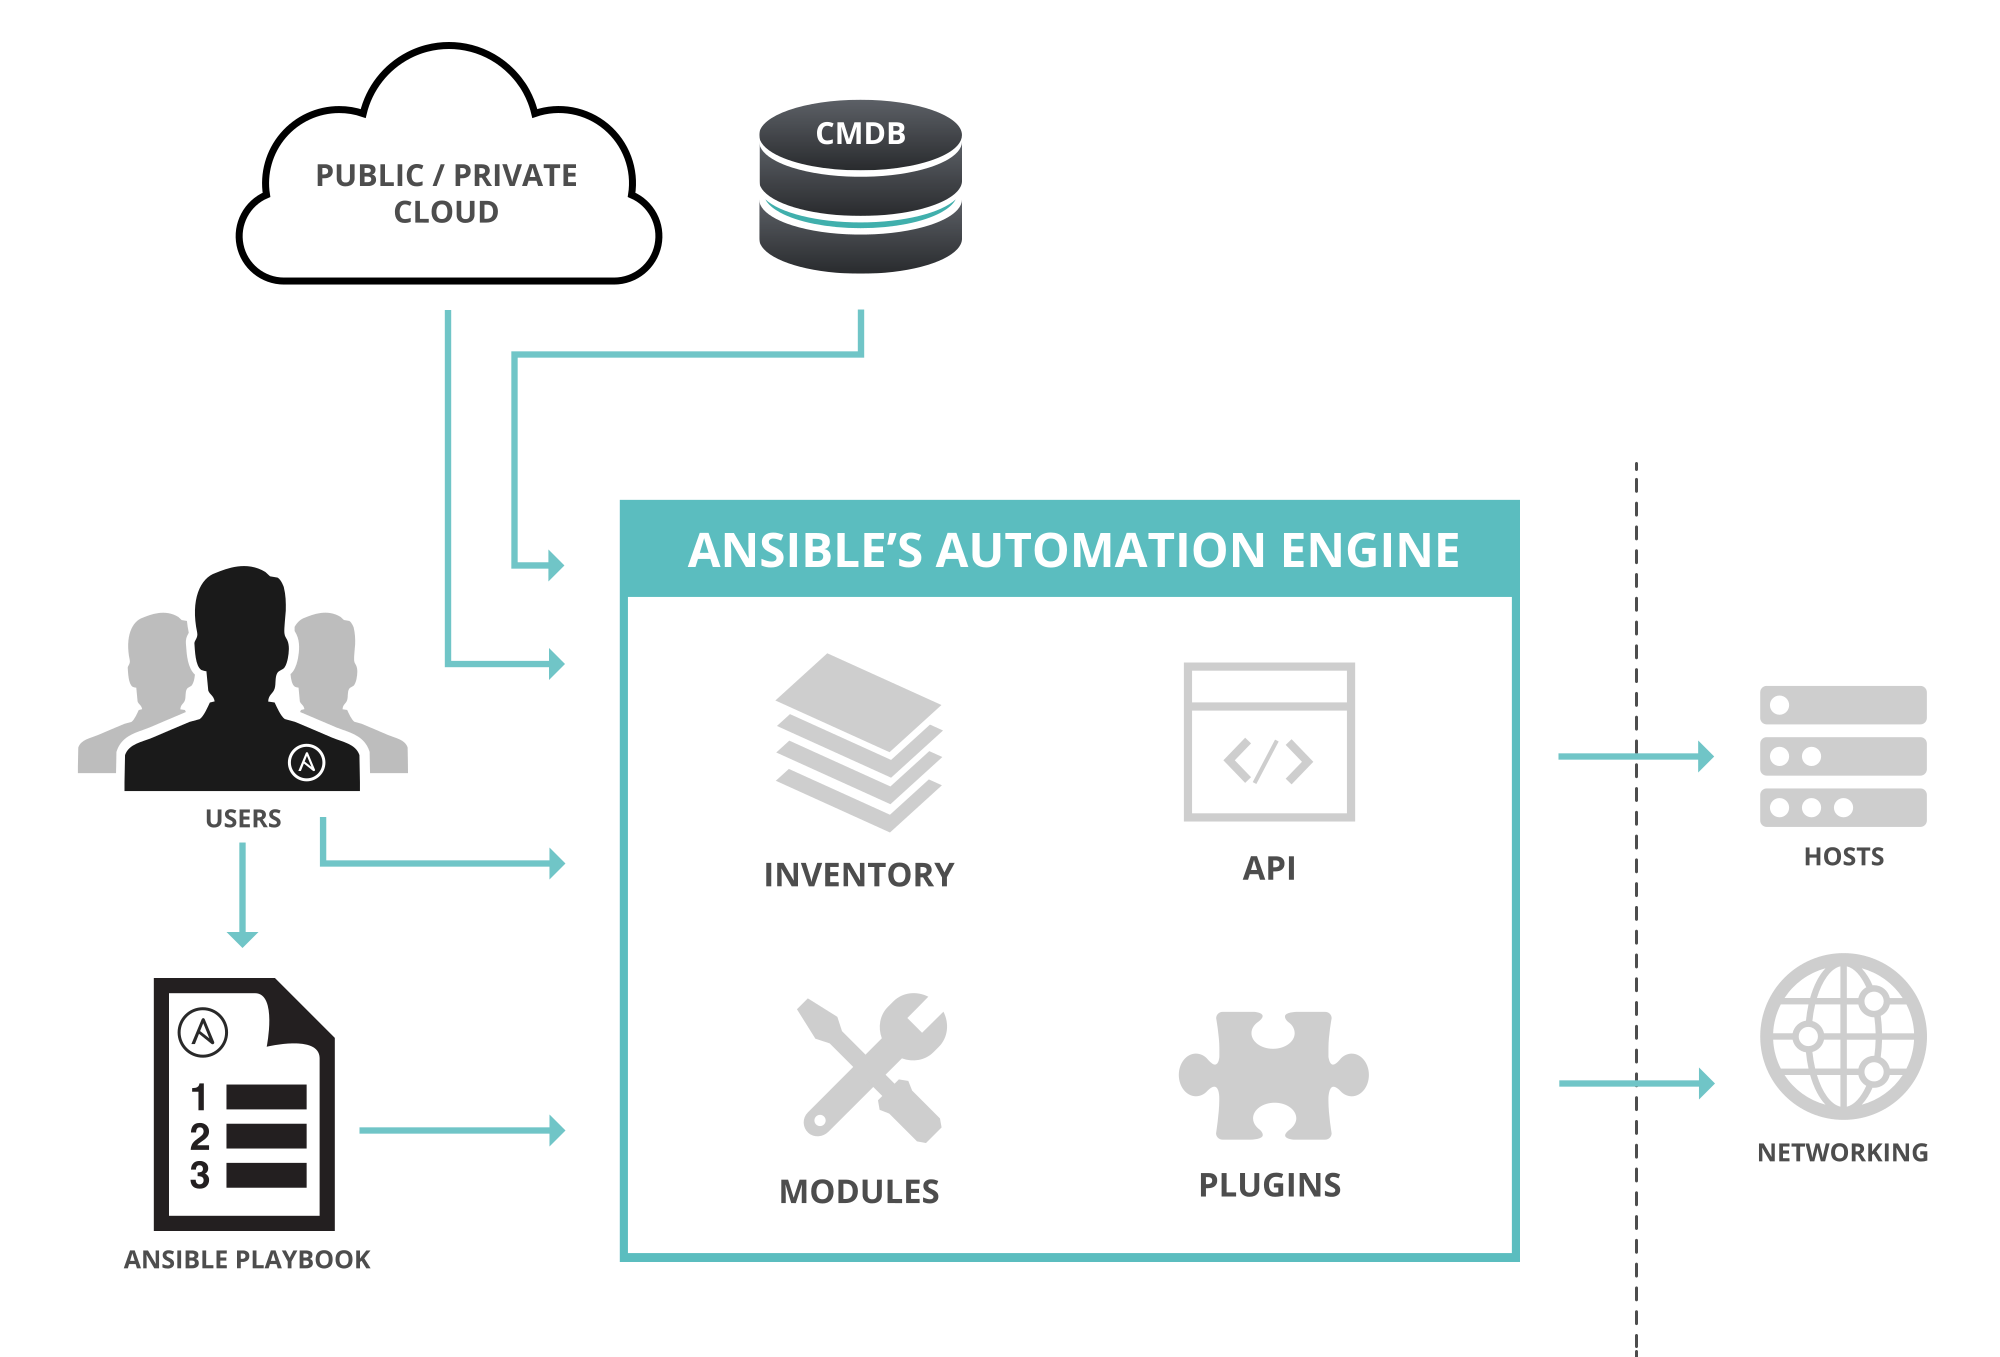 PUBLIC / PRIVATE
CLOUD
CMDB
ANSIBLE’S AUTOMATION ENGINE
USERS
INVENTORY
API
HOSTS
1
2
3
ANSIBLE PLAYBOOK
MODULES
PLUGINS
NETWORKING